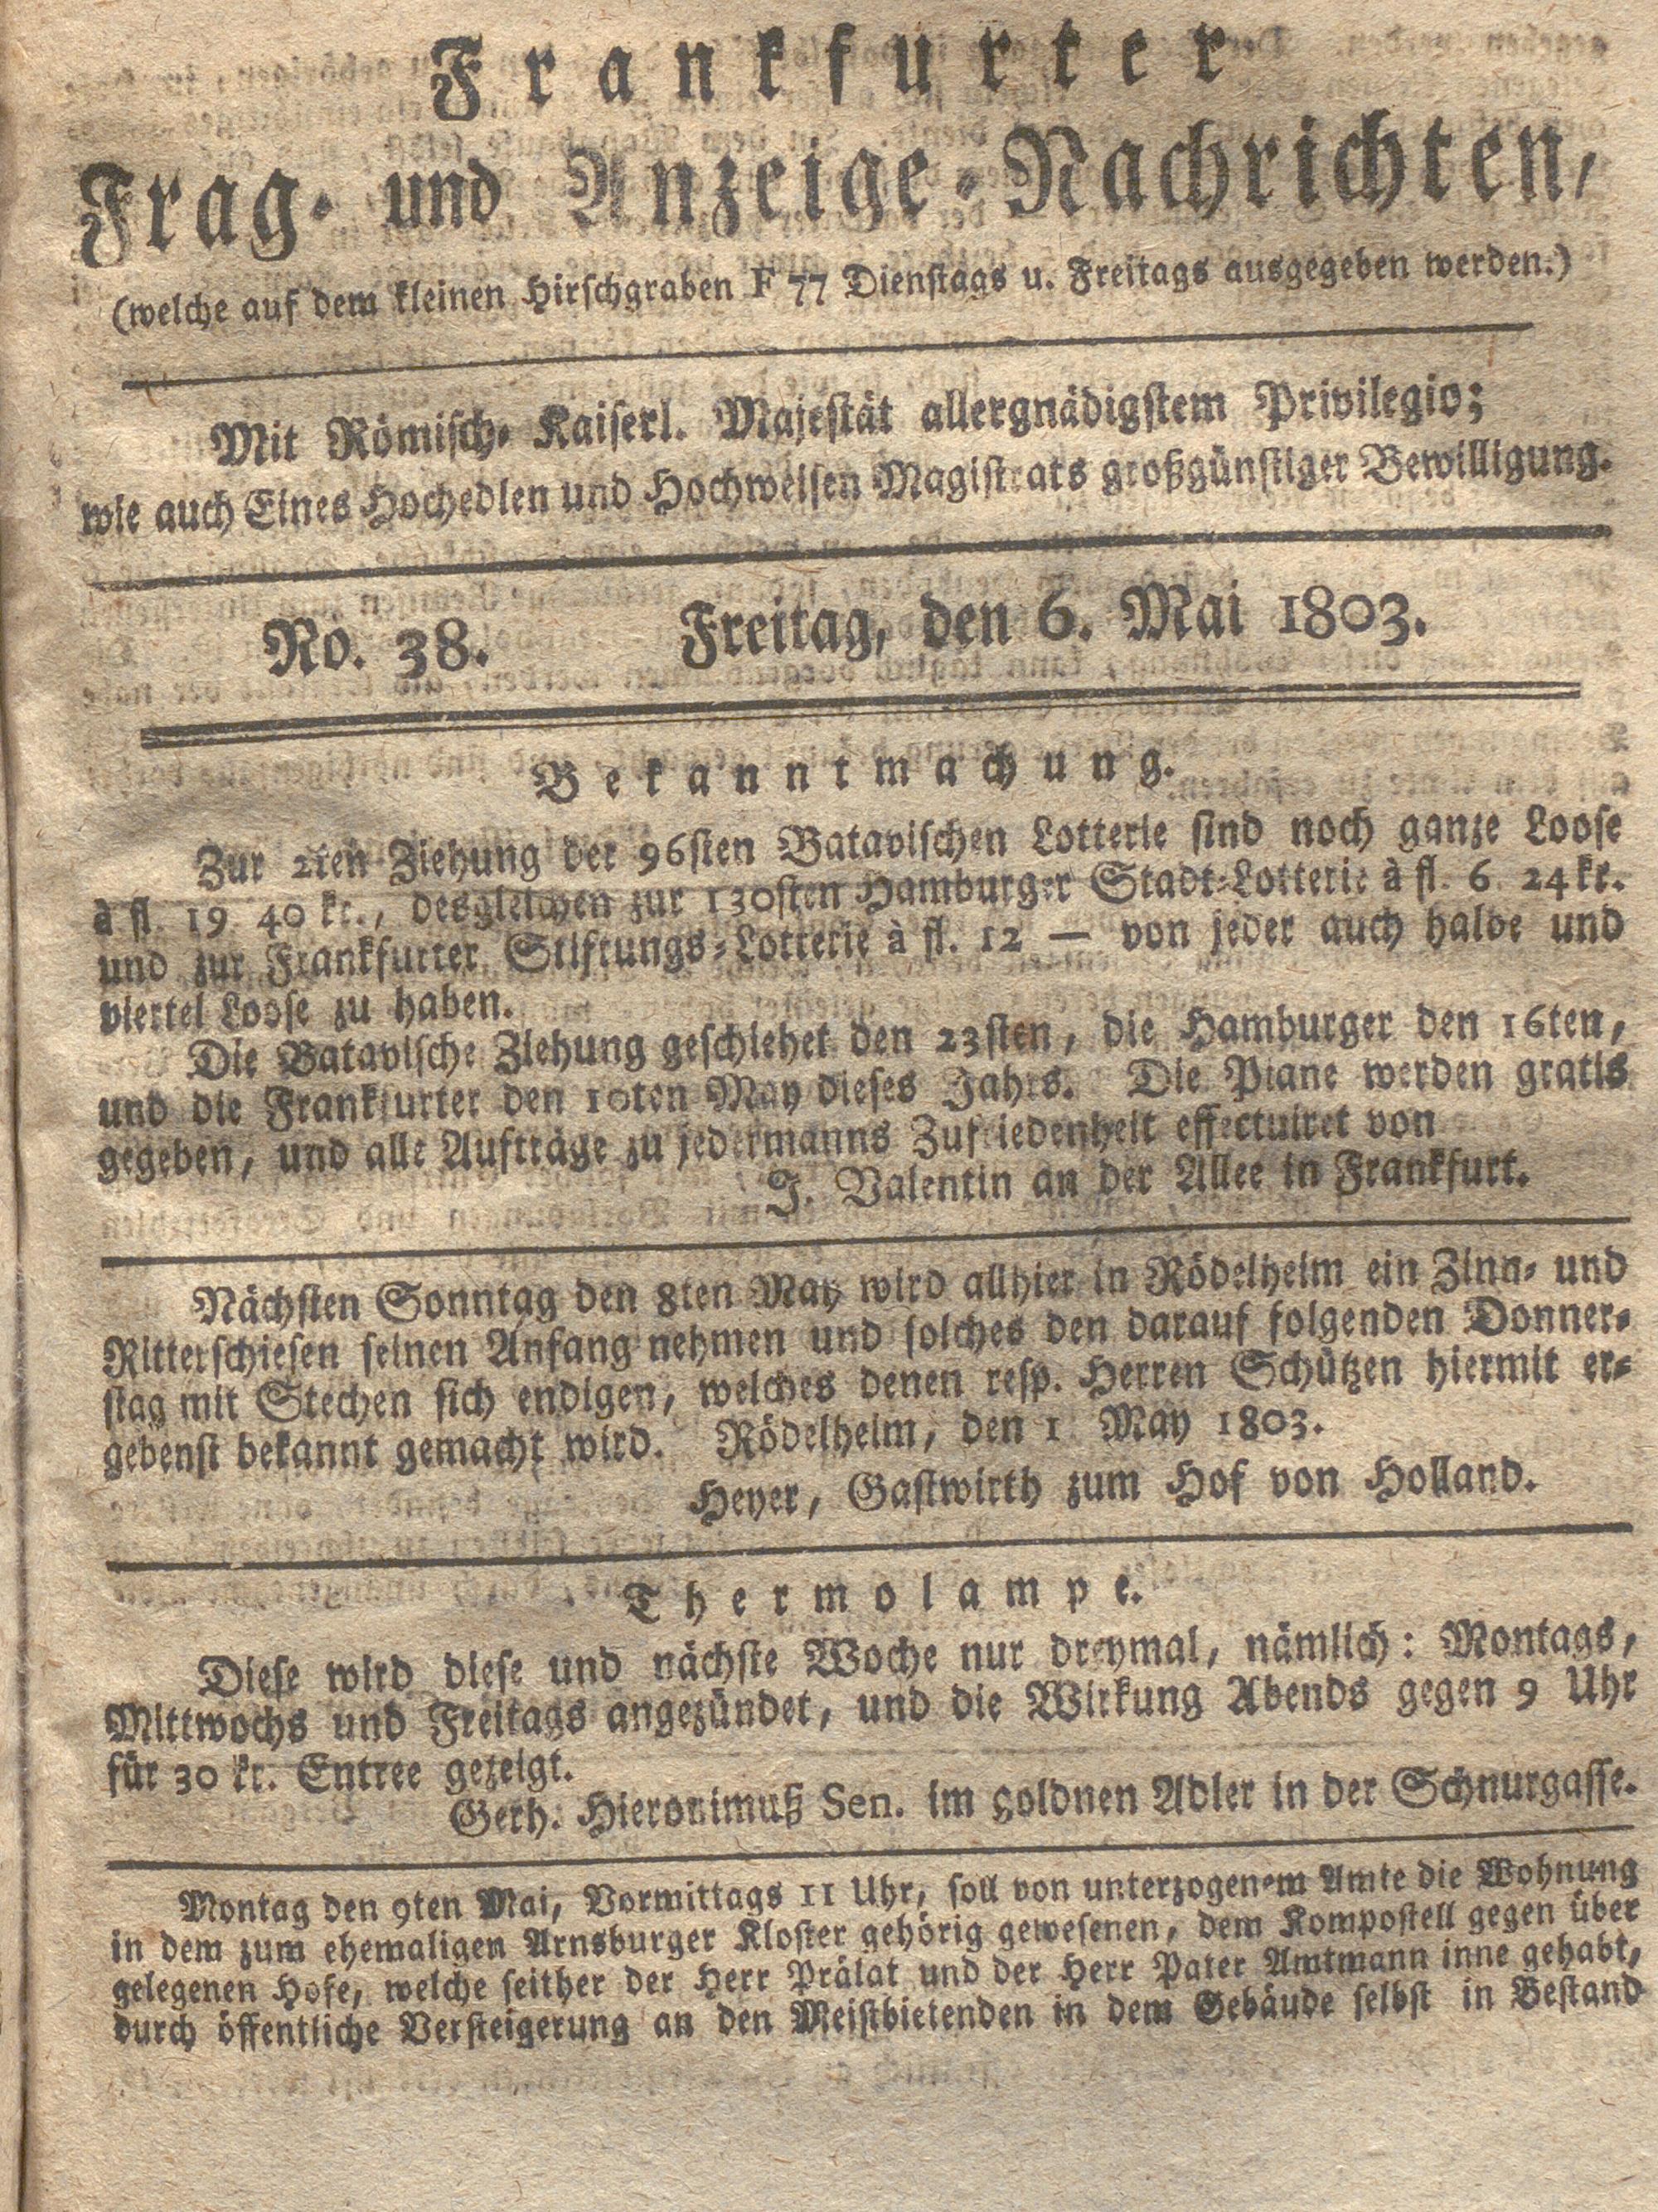 Frankfurter
Frag- und Anzeige-Nachrichten,
(welche auf dem kleinen Hirschgraben F 77 Dienstags u. Freitags ausgegeben werden.)
Mit Römisch- Kaiserl. Majestät allergnädigstem Privilegio;
wie auch Eines Hochedlen und Hochweisen Magistrats großgünstiger Bewilligung.
No. 38. Freitag, den 6. Mai 1803.
Bekanntmachung.
Zur 2ten Ziehung der 96sten Batavischen Lotterie sind noch ganze Loose
à fl. 19 40 kr., desgleichen zur 130sten Hamburger Stadt-Lotterie à fl. 6. 24 kr.
und zur Frankfurter Stiftungs-Lotterie à fl. 12 — von jeder auch halbe und
viertel Loose zu haben.
Die Batavische Ziehung geschiehet den 23sten, die Hamburger den 16ten,
und die Frankfurter den 10ten May dieses Jahrs. Die Plane werden gratis
gegeben, und alle Aufträge zu jedermanns Zufriedenheit effectuiret von
J. Valentin an der Allee in Frankfurt.
Nächsten Sonntag den 8ten May wird allhier in Rödelheim ein Zinn- und
Ritterschiesen seinen Anfang nehmen und solches den darauf folgenden Donner-
stag mit Stechen sich endigen, welches denen resp. Herren Schützen hiermit er-
gebenst bekannt gemacht wird. Rödelheim, den 1 May 1803.
Heyer, Gastwirth zum Hof von Holland.
Thermolampe.
Diese wird diese und nächste Woche nur dreymal, nämlich: Montags,
Mittwochs und Freitags angezündet, und die Wirkung Abends gegen 9 Uhr
für 30 kr. Entree gezeigt.
Gerh. Hieronimuß Sen. im goldnen Adler in der Schnurgasse.
Montag den 9ten Mai, Vormittags 11 Uhr, soll von unterzogenem Amte die Wohnung
in dem zum ehemaligen Arnsburger Kloster gehörig gewesenen, dem Kompostell gegen über
gelegenen Hofe, welche seither der Herr Prälat und der Herr Pater Amtmann inne gehabt,
durch öffentliche Versteigerung an den Meistbietenden in dem Gebäude selbst in Bestand